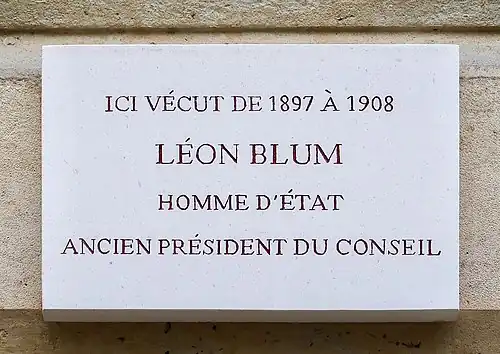 ICI VÉCUT DE 1897 À 1908
LÉON BLUM
HOMME D'ÉTAT
ANCIEN PRÉSIDENT DU CONSEIL